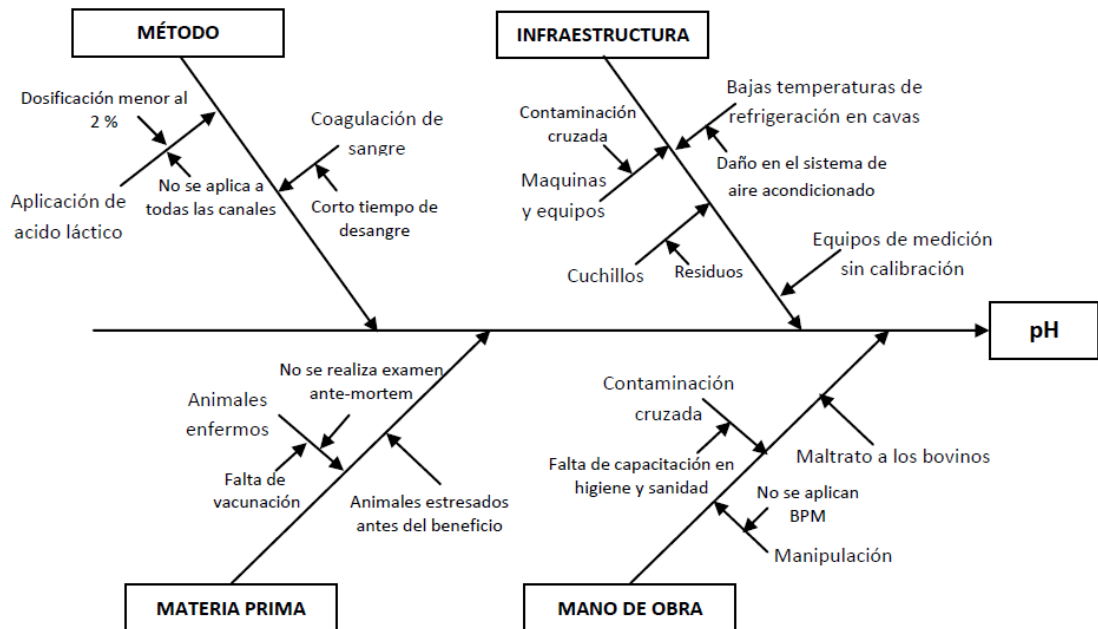 MÉTODO
INFRAESTRUCTURA
Dosificación menor al
2 %
No se aplica a
todas las canales
Aplicación de
acido láctico
Coagulación de
sangre
Corto tiempo de
desangre
Contaminación
cruzada
Maquinas
y equipos
Bajas temperaturas de
refrigeración en cavas
Daño en el sistema de
aire acondicionado
Cuchillos
Residuos
Equipos de medición
sin calibración
pH
No se realiza examen
ante-mortem
Animales
enfermos
Falta de
vacunación
Animales estresados
antes del beneficio
Contaminación
cruzada
Falta de capacitación en
higiene y sanidad
Maltrato a los bovinos
No se aplican
BPM
Manipulación
MATERIA PRIMA
MANO DE OBRA